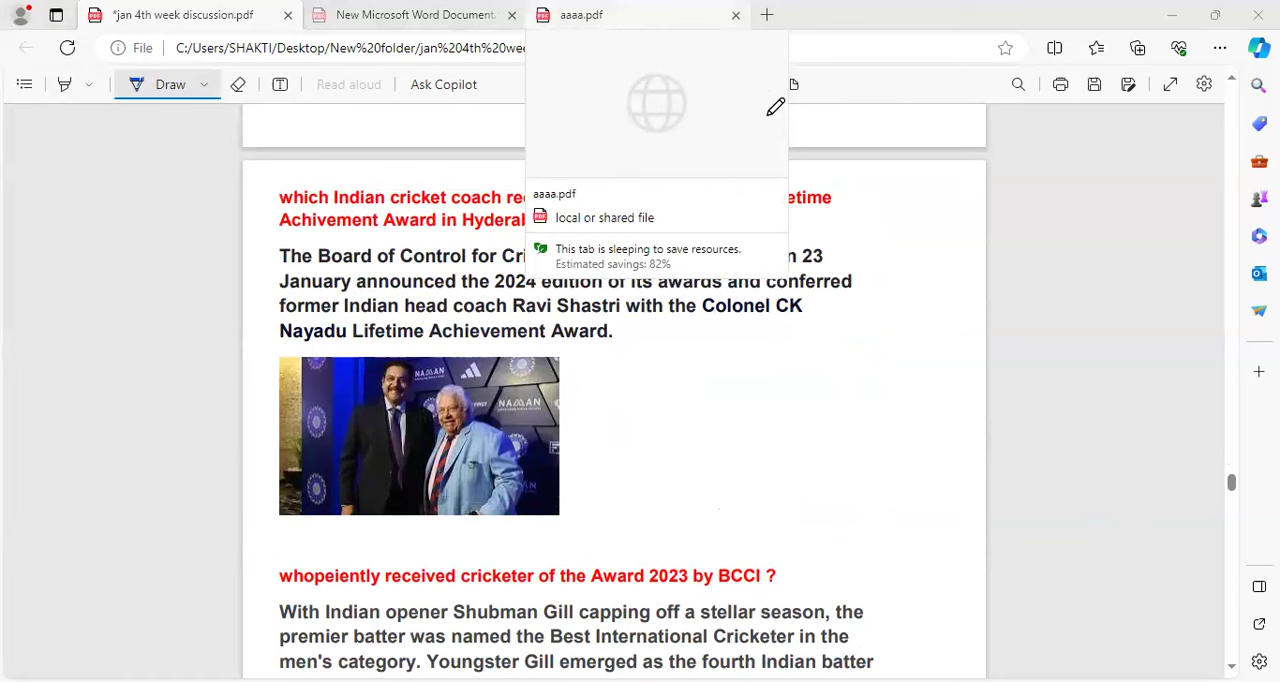 *jan 4th week discussion.pdf
New Microsoft Word Document.
aaaa.pdf
File
C:/Users/SHAKTI/Desktop/New%20folder/jan%204th%20wee
Draw
Read aloud
Ask Copilot
aaaa.pdf
local or shared file
This tab is sleeping to save resources.
Estimated savings: 82%
which Indian cricket coach re etime
Achivement Award in Hyderab
The Board of Control for Cri n 23
January announced the 2024 edition of its awards and conferred
former Indian head coach Ravi Shastri with the Colonel CK
Nayadu Lifetime Achievement Award.
NAMAN
NAMAN
whopeiently received cricketer of the Award 2023 by BCCI ?
With Indian opener Shubman Gill capping off a stellar season, the
premier batter was named the Best International Cricketer in the
men's category. Youngster Gill emerged as the fourth Indian batter